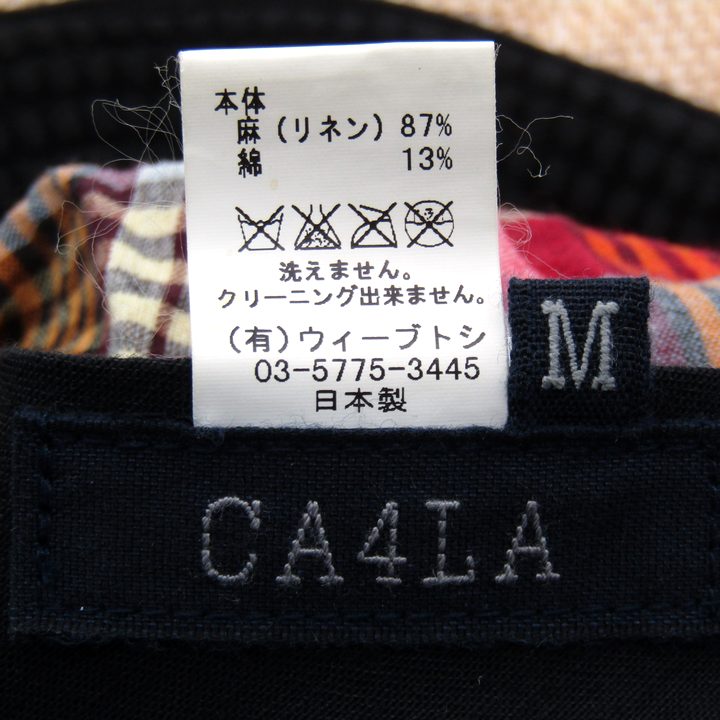 本体
麻(リネン) 87%
綿 13%
洗えません。
クリーニング出来ません。
(有)ウィーブトシ
03-5775-3445
日本製
M
CA4LA